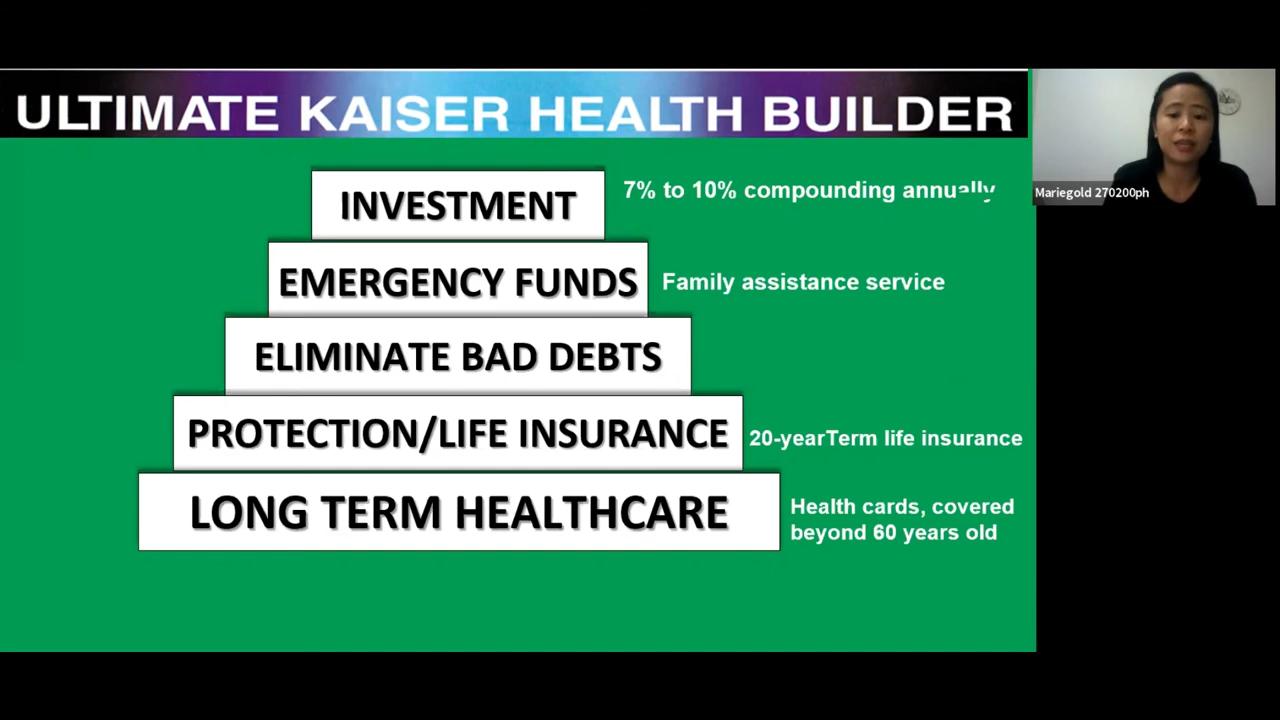 ULTIMATE KAISER HEALTH BUILDER
INVESTMENT
7% to 10% compounding annually
EMERGENCY FUNDS
Family assistance service
ELIMINATE BAD DEBTS
PROTECTION/LIFE INSURANCE
20-yearTerm life insurance
LONG TERM HEALTHCARE
Health cards, covered
beyond 60 years old
Mariegold 270200ph